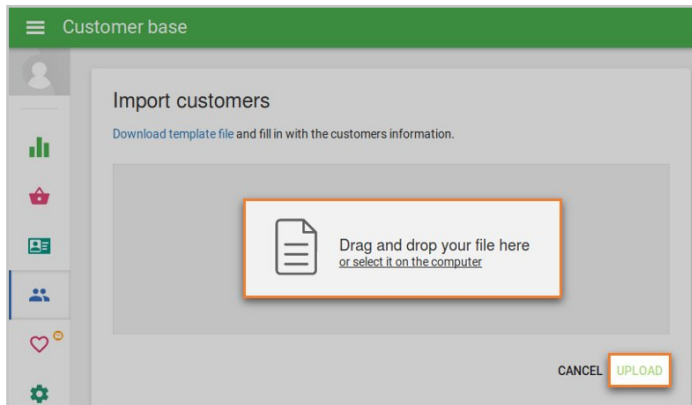 Customer base
Import customers
Download template file and fill in with the customers information.
Drag and drop your file here
or select it on the computer
CANCEL UPLOAD